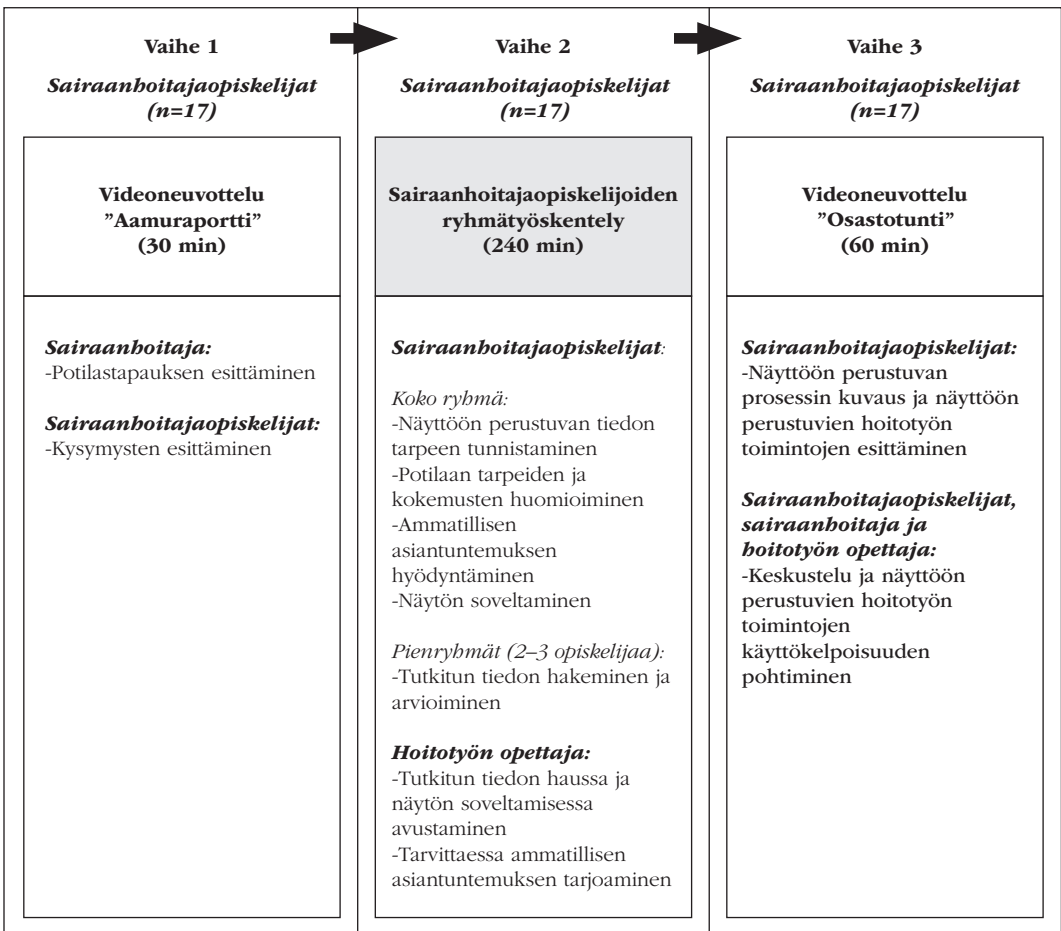 Vaihe 1
Sairaanhoitajaopiskelijat
(n=17)
Videoneuvottelu
”Aamuraportti”
(30 min)
Sairaanhoitaja:
-Potilastapauksen esittäminen
Sairaanhoitajaopiskelijat:
-Kysymysten esittäminen
Vaihe 2
Sairaanhoitajaopiskelijat
(n=17)
Sairaanhoitajaopiskelijoiden
ryhmätyöskentely
(240 min)
Sairaanhoitajaopiskelijat:
Koko ryhmä:
-Näyttöön perustuvan tiedon
tarpeen tunnistaminen
-Potilaan tarpeiden ja
kokemusten huomioiminen
-Ammatillisen
asiantuntemuksen
hyödyntäminen
-Näytön soveltaminen
Pienryhmät (2–3 opiskelijaa):
-Tutkitun tiedon hakeminen ja
arvioiminen
Hoitotyön opettaja:
-Tutkitun tiedon haussa ja
näytön soveltamisessa
avustaminen
-Tarvittaessa ammatillisen
asiantuntemuksen tarjoaminen
Vaihe 3
Sairaanhoitajaopiskelijat
(n=17)
Videoneuvottelu
”Osastotunti”
(60 min)
Sairaanhoitajaopiskelijat:
-Näyttöön perustuvan
prosessin kuvaus ja näyttöön
perustuvien hoitotyön
toimintojen esittäminen
Sairaanhoitajaopiskelijat,
sairaanhoitaja ja
hoitotyön opettaja:
-Keskustelu ja näyttöön
perustuvien hoitotyön
toimintojen
käyttökelpoisuuden
pohtiminen